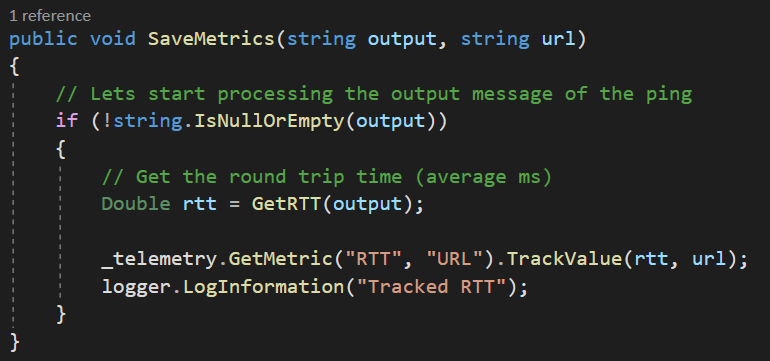 1 reference
public void SaveMetrics(string output, string url)
{
// Lets start processing the output message of the ping
if (!string.IsNullOrEmpty(output))
{
// Get the round trip time (average ms)
Double rtt = GetRTT(output);
_telemetry.GetMetric("RTT", "URL").TrackValue(rtt, url);
logger.LogInformation("Tracked RTT");
}
}